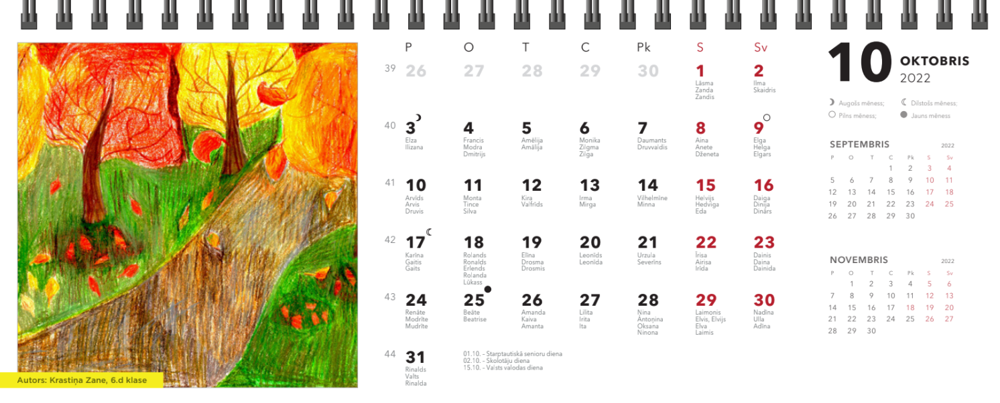 P O T C Pk S Sv
39 26 27 28 29 30 1 2
Lāsma
Zanda
Zandis
Ilma
Skaidris
40 3 4 5 6 7 8 9
Elza
Ilizana
Francis
Modra
Dmitrijs
Amēlija
Amālija
Monika
Zilgma
Ziiga
Daumants
Druvvaldis
Aina
Anete
Dženeta
Elga
Helga
Elgars
41 10 11 12 13 14 15 16
Arvīds
Arvis
Druvis
Monta
Tince
Silva
Kira
Valfrīds
Irma
Mirga
Vilhelmīne
Minna
Helvijs
Hedviga
Eda
Daiga
Dinija
Dinārs
42 17 18 19 20 21 22 23
Karīna
Gaitis
Gaits
Rolands
Ronalds
Erlends
Rolanda
Lūkass
Elīna
Drosma
Drosmis
Leonīds
Leonīda
Urzula
Severīns
Īrisa
Airisa
Irīda
Dainis
Daina
Dainida
43 24 25 26 27 28 29 30
Renāte
Modrīte
Mudrīte
Beāte
Beatrise
Amanda
Kaiva
Amanta
Lilita
Irita
Ita
Ņina
Antoņina
Oksana
Ninona
Laimonis
Elvis, Elvijs
Elva
Laimis
Nadīna
Ulla
Adīna
44 31
Rinalds
Valts
Rinalda
01.10. – Starptautiskā senioru diena
02.10. – Skolotāju diena
15.10. – Valsts valodas diena
Autors: Krastiņa Zane, 6.d klase
10 OKTOBRIS
2022
Augošs mēness; Dilstošs mēness;
Pilns mēness; Jauns mēness
SEPTEMBRIS 2022
P O T C Pk S Sv
1 2 3 4
5 6 7 8 9 10 11
12 13 14 15 16 17 18
19 20 21 22 23 24 25
26 27 28 29 30
NOVEMBRIS 2022
P O T C Pk S Sv
1 2 3 4 5 6
7 8 9 10 11 12 13
14 15 16 17 18 19 20
21 22 23 24 25 26 27
28 29 30